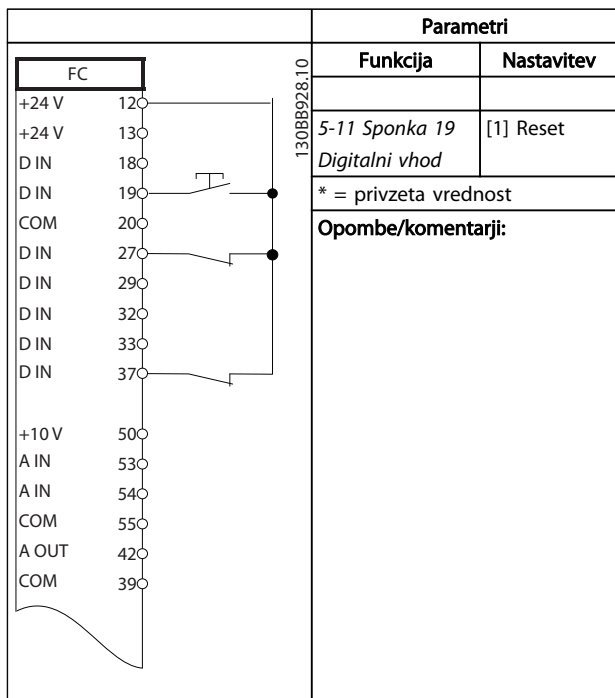 Parametri
Funkcija Nastavitev
5-11 Sponka 19 [1] Reset
Digitalni vhod
* = privzeta vrednost
Opombe/komentarji:
FC
+24 V 12
+24 V 13
D IN 18
D IN 19
COM 20
D IN 27
D IN 29
D IN 32
D IN 33
D IN 37
+10 V 50
A IN 53
A IN 54
COM 55
A OUT 42
COM 39
130BB928.10